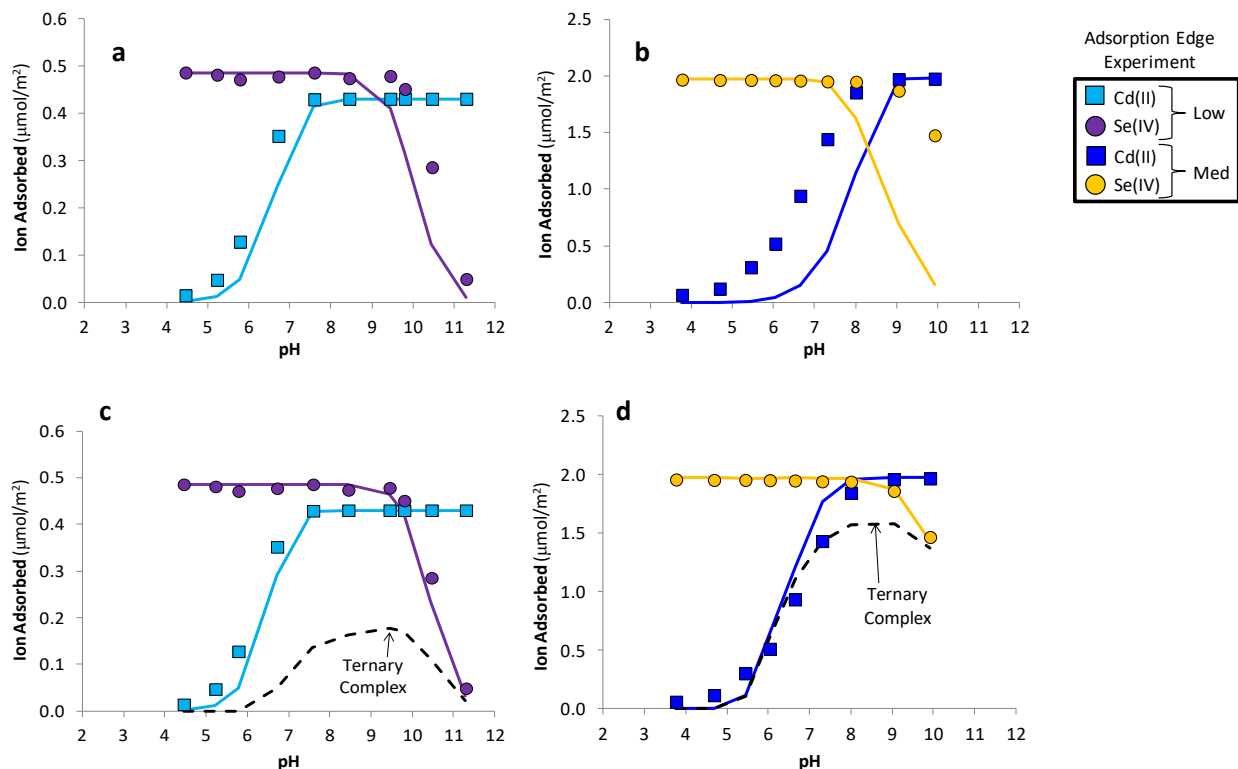 a
Ion Adsorbed (μmol/m²)
0.6
0.5
0.4
0.3
0.2
0.1
0.0
2 3 4 5 6 7 8 9 10 11 12
pH
b
Ion Adsorbed (μmol/m²)
2.5
2.0
1.5
1.0
0.5
0.0
2 3 4 5 6 7 8 9 10 11 12
pH
Adsorption Edge
Experiment
Cd(II)
Se(IV)
Low
Cd(II)
Se(IV)
Med
c
Ion Adsorbed (μmol/m²)
0.6
0.5
0.4
0.3
0.2
0.1
0.0
Ternary
Complex
2 3 4 5 6 7 8 9 10 11 12
pH
d
Ion Adsorbed (μmol/m²)
2.5
2.0
1.5
1.0
0.5
0.0
Ternary
Complex
2 3 4 5 6 7 8 9 10 11 12
pH